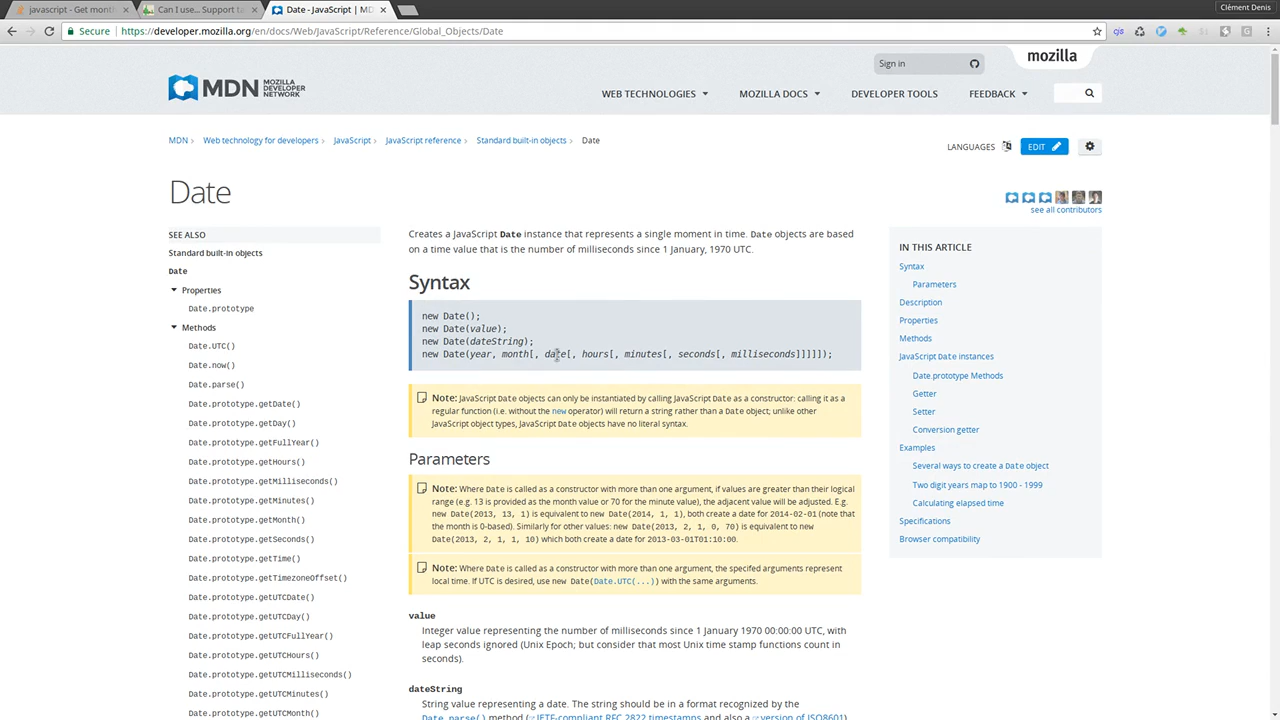 javascript - Get month
Can I use... Support ta
Date - JavaScript | M
Clément Denis
Secure
https://developer.mozilla.org/en/docs/Web/JavaScript/Reference/Global_Objects/Date
Sign in
mozilla
MDN MOZILLA DEVELOPER NETWORK
WEB TECHNOLOGIES
MOZILLA DOCS
DEVELOPER TOOLS
FEEDBACK
MDN
Web technology for developers
JavaScript
JavaScript reference
Standard built-in objects
Date
LANGUAGES
EDIT
Date
see all contributors
SEE ALSO
Standard built-in objects
Date
Properties
Date.prototype
Methods
Date.UTC()
Date.now()
Date.parse()
Date.prototype.getDate()
Date.prototype.getDay()
Date.prototype.getFullYear()
Date.prototype.getHours()
Date.prototype.getMilliseconds()
Date.prototype.getMinutes()
Date.prototype.getMonth()
Date.prototype.getSeconds()
Date.prototype.getTime()
Date.prototype.getTimezoneOffset()
Date.prototype.getUTCDate()
Date.prototype.getUTCDay()
Date.prototype.getUTCFullYear()
Date.prototype.getUTCHours()
Date.prototype.getUTCMilliseconds()
Date.prototype.getUTCMinutes()
Date.prototype.getUTCMonth()
Creates a JavaScript Date instance that represents a single moment in time. Date objects are based
on a time value that is the number of milliseconds since 1 January, 1970 UTC.
Syntax
new Date();
new Date(value);
new Date(dateString);
new Date(year, month[, date[, hours[, minutes[, seconds[, milliseconds]]]]]);
Note: JavaScript Date objects can only be instantiated by calling JavaScript Date as a constructor: calling it as a
regular function (i.e. without the new operator) will return a string rather than a Date object; unlike other
JavaScript object types, JavaScript Date objects have no literal syntax.
Parameters
Note: Where Date is called as a constructor with more than one argument, if values are greater than their logical
range (e.g. 13 is provided as the month value or 70 for the minute value), the adjacent value will be adjusted. E.g.
new Date(2013, 13, 1) is equivalent to new Date(2014, 1, 1), both create a date for 2014-02-01 (note that
the month is 0-based). Similarly for other values: new Date(2013, 2, 1, 0, 70) is equivalent to new
Date(2013, 2, 1, 1, 10) which both create a date for 2013-03-01T01:10:00.
Note: Where Date is called as a constructor with more than one argument, the specifed arguments represent
local time. If UTC is desired, use new Date(Date.UTC(...)) with the same arguments.
value
Integer value representing the number of milliseconds since 1 January 1970 00:00:00 UTC, with
leap seconds ignored (Unix Epoch; but consider that most Unix time stamp functions count in
seconds).
dateString
String value representing a date. The string should be in a format recognized by the
Date.parse() method (IETF-compliant RFC 2822 timestamps and also a version of ISO8601)
IN THIS ARTICLE
Syntax
Parameters
Description
Properties
Methods
JavaScript Date instances
Date.prototype Methods
Getter
Setter
Conversion getter
Examples
Several ways to create a Date object
Two digit years map to 1900 - 1999
Calculating elapsed time
Specifications
Browser compatibility